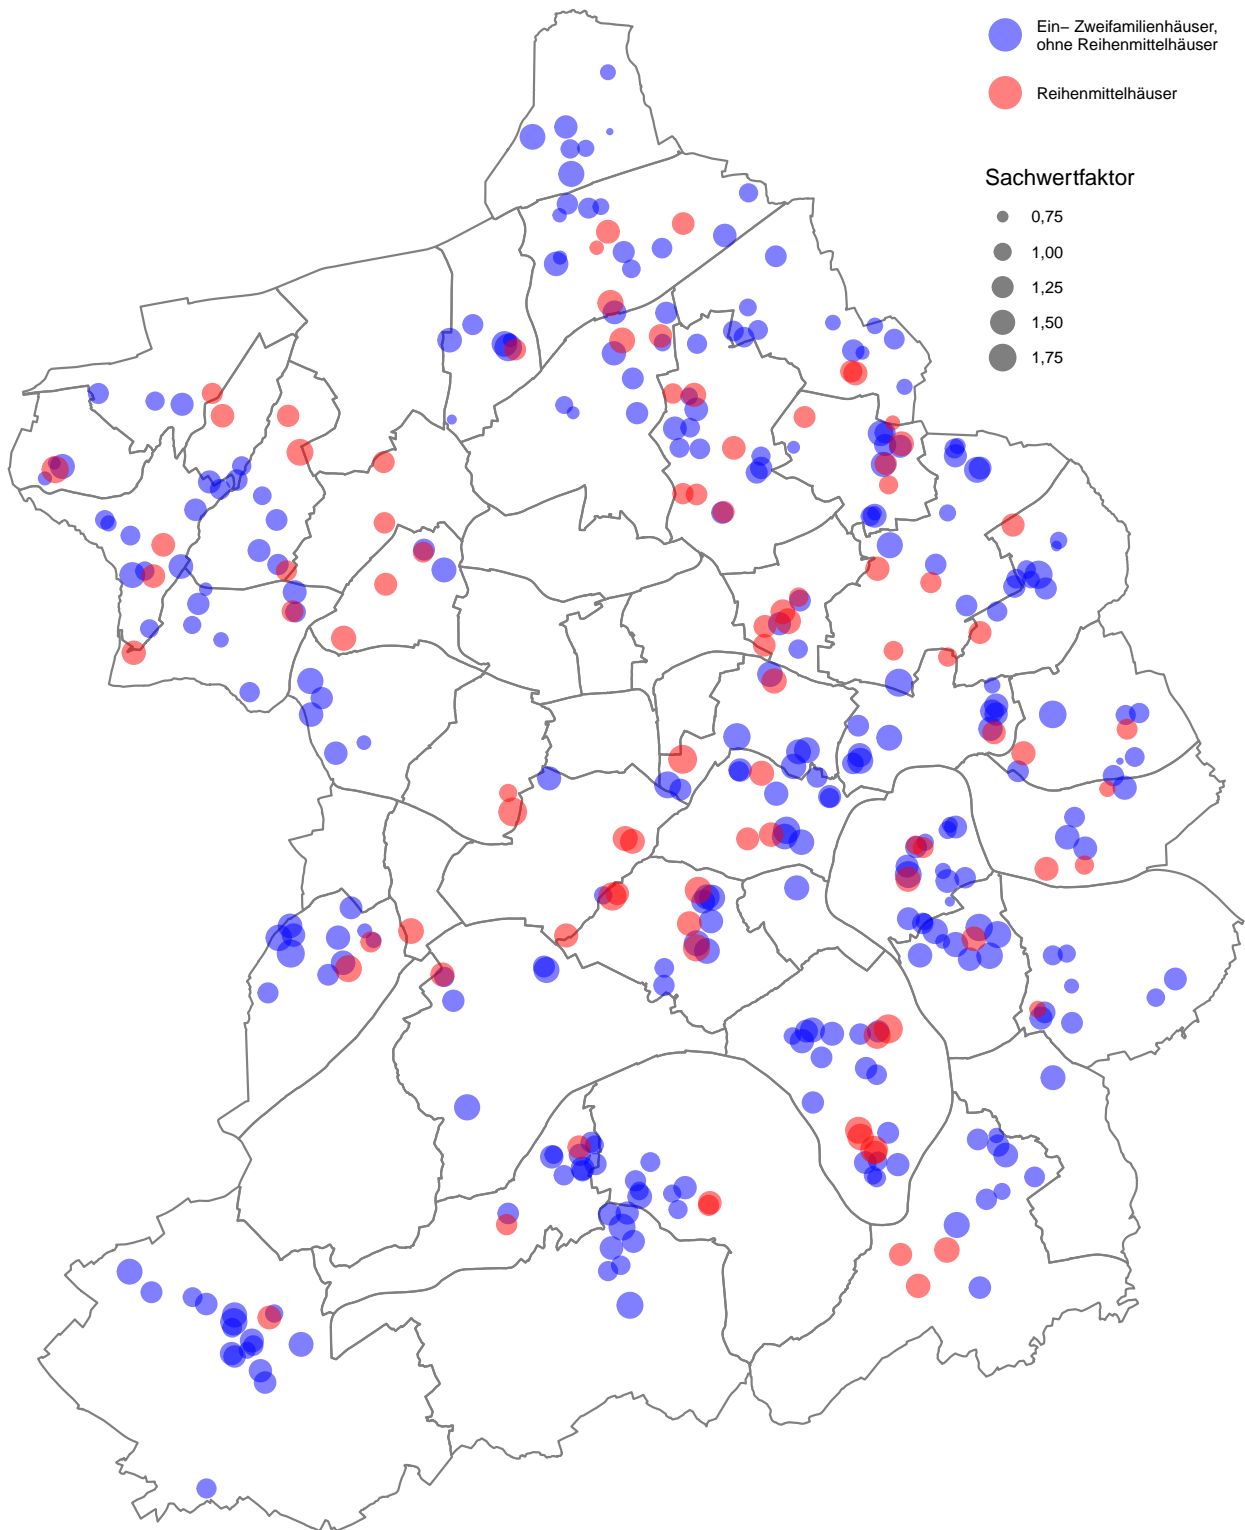 Ein− Zweifamilienhäuser,
ohne Reihenmittelhäuser
Reihenmittelhäuser
Sachwertfaktor
0,75
1,00
1,25
1,50
1,75